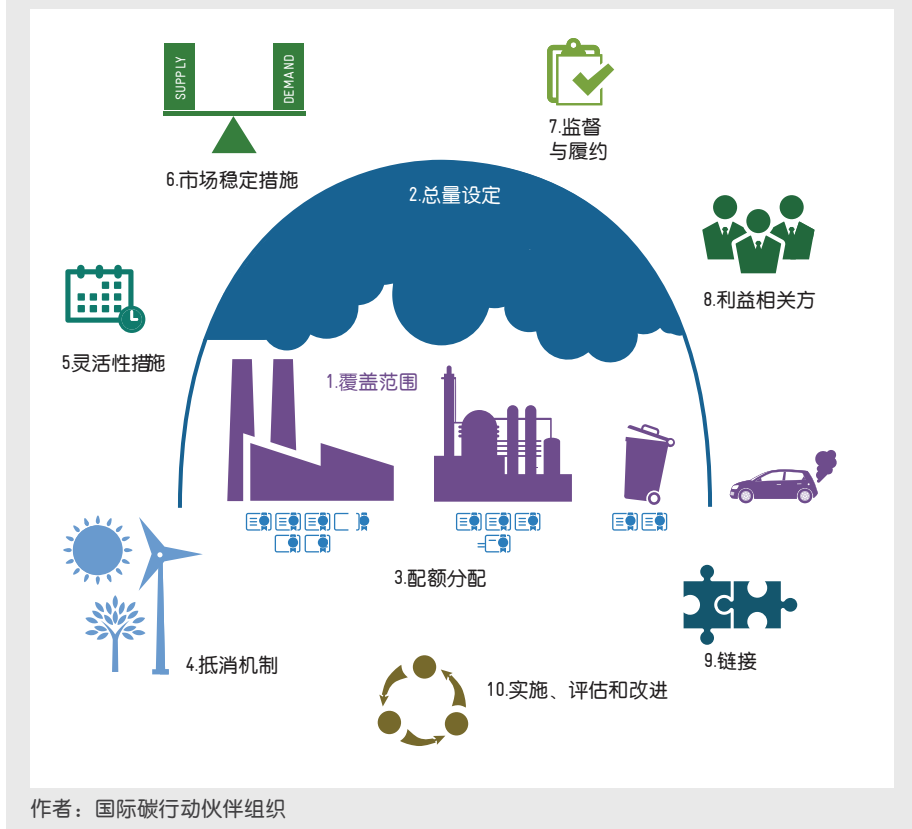 SUPPLY
DEMAND
6.市场稳定措施
7.监督
与履约
2.总量设定
8.利益相关方
5灵活性措施
1.覆盖范围
3.配额分配
4.抵消机制
9.链接
10.实施、评估和改进
作者：国际碳行动伙伴组织